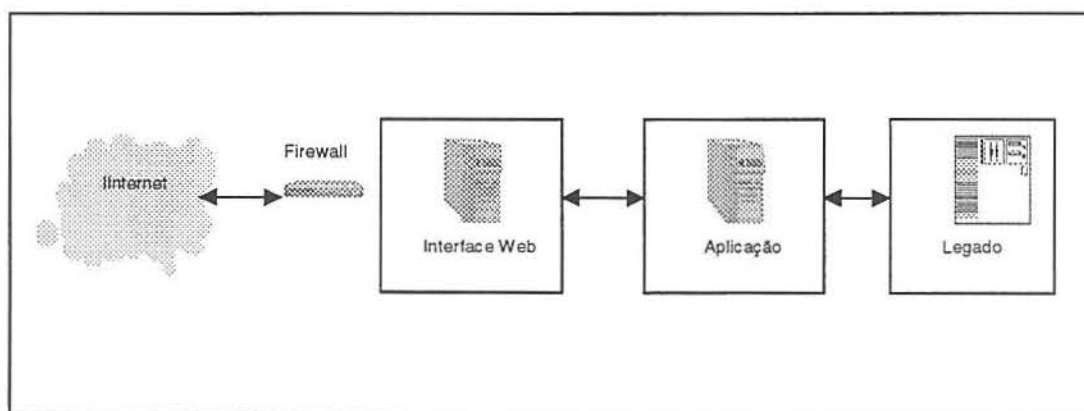 IInternet
Firewall
Interface Web
Aplicação
Legado